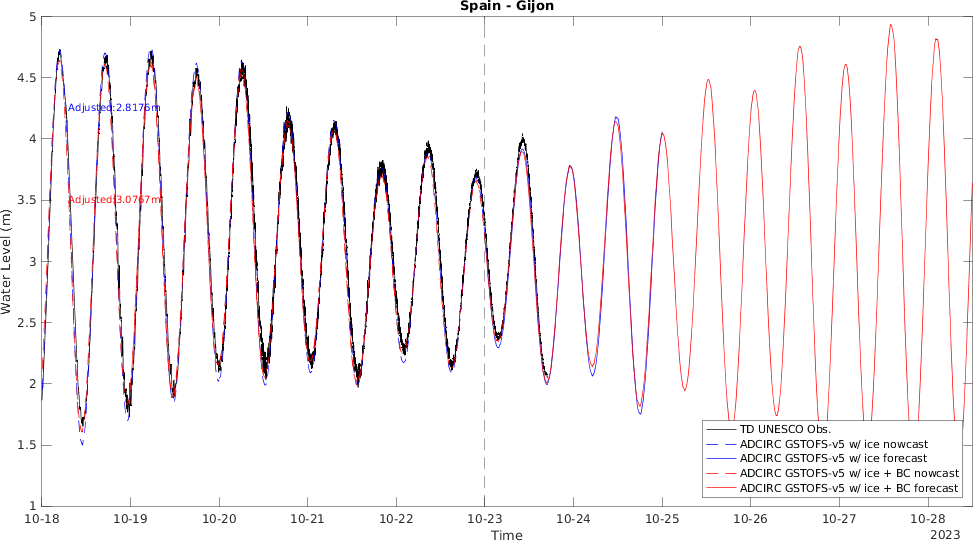 Spain - Gijon
Water Level (m)
5
4.5
4
3.5
3
2.5
2
1.5
1
Adjusted:2.8176m
Adjusted:3.0767m
TD UNESCO Obs.
ADCIRC GSTOFS-v5 w/ ice nowcast
ADCIRC GSTOFS-v5 w/ ice forecast
ADCIRC GSTOFS-v5 w/ ice + BC nowcast
ADCIRC GSTOFS-v5 w/ ice + BC forecast
10-18 10-19 10-20 10-21 10-22 10-23 10-24 10-25 10-26 10-27 10-28
2023
Time